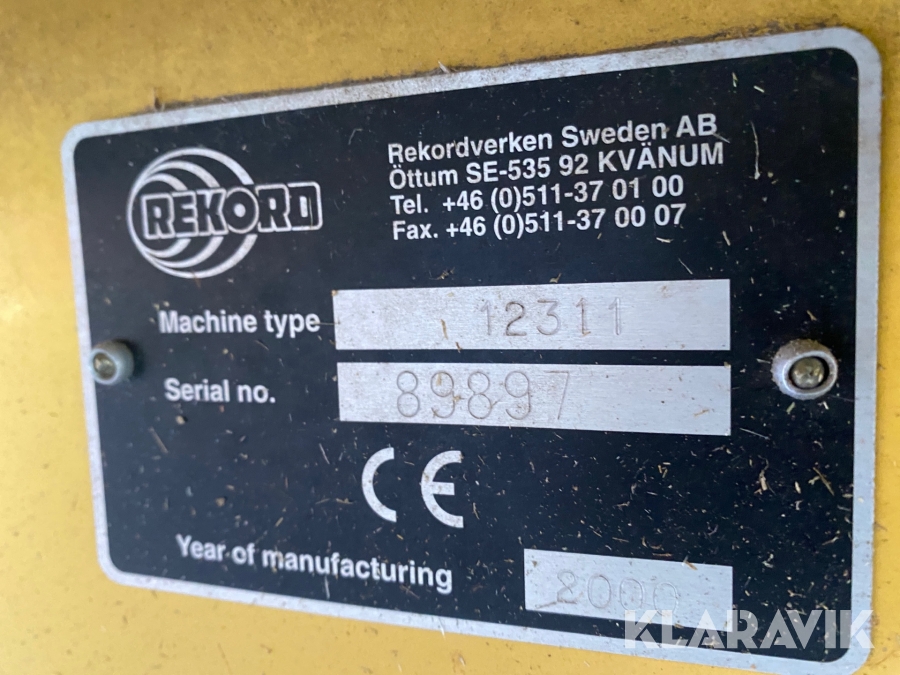 REKORD
Rekordverken Sweden AB
Öttum SE-535 92 KVÄNUM
Tel. +46 (0)511-37 01 00
Fax. +46 (0)511-37 00 07
Machine type 12311
Serial no. 89897
CE
Year of manufacturing 2000
KLARAVIK